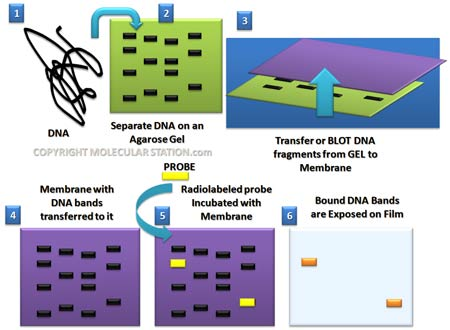 1
2
3
DNA
Separate DNA on an
Agarose Gel
Transfer or BLOT DNA
fragments from GEL to
Membrane
COPYRIGHT MOLECULAR STATION.com
PROBE
Membrane with
DNA bands
transferred to it
Radiolabeled probe
Incubated with
Membrane
Bound DNA Bands
are Exposed on Film
4
5
6